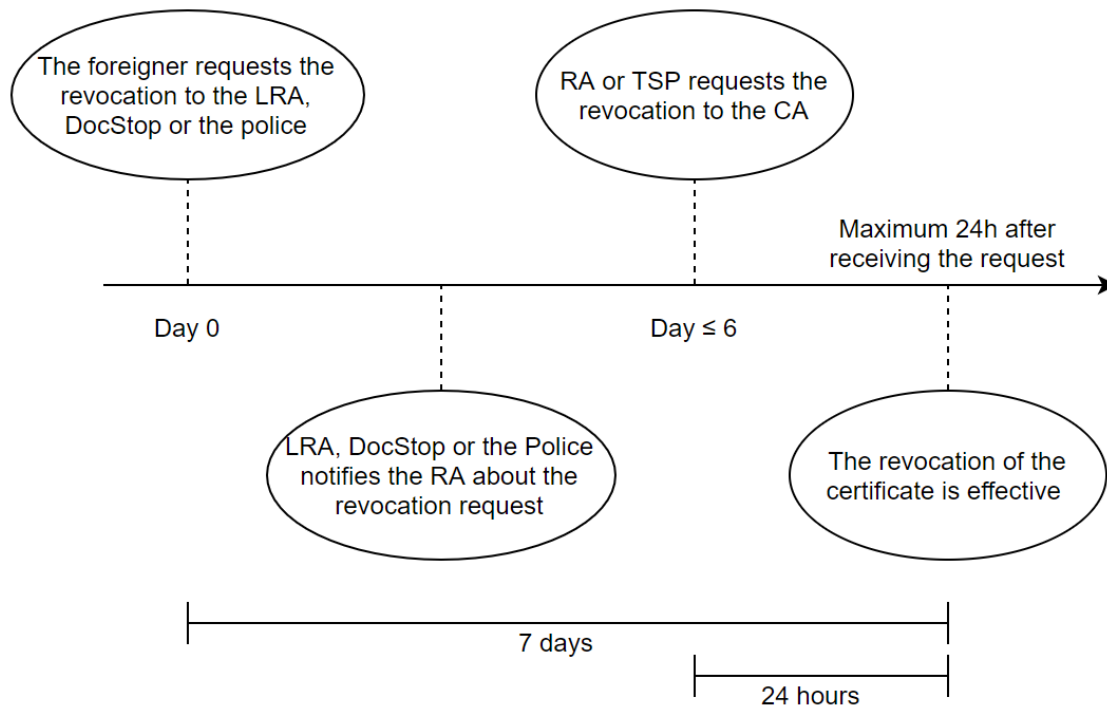 The foreigner requests the
revocation to the LRA,
DocStop or the police
RA or TSP requests the
revocation to the CA
Maximum 24h after
receiving the request
Day 0
Day ≤ 6
LRA, DocStop or the Police
notifies the RA about the
revocation request
The revocation of the
certificate is effective
7 days
24 hours